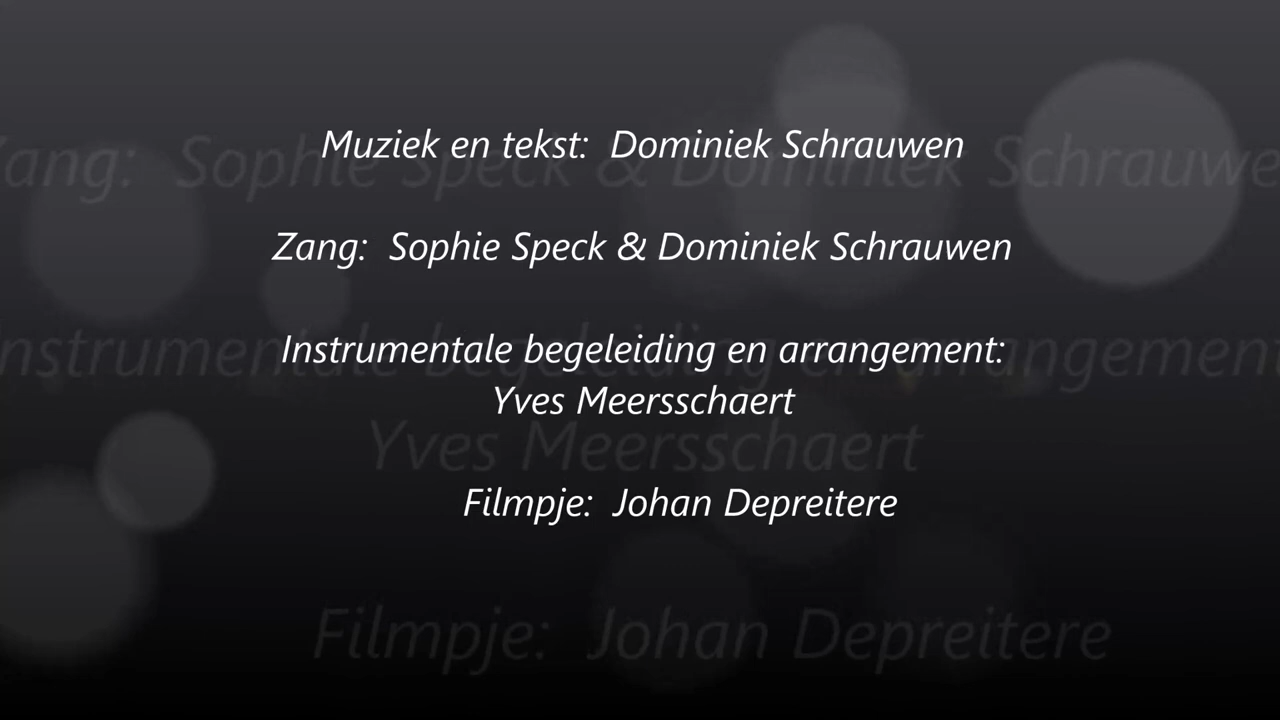 Muziek en tekst: Dominiek Schrauwen
Zang: Sophie Speck & Dominiek Schrauwen
Instrumentale begeleiding en arrangement:
Yves Meersschaert
Filmpje: Johan Depreitere